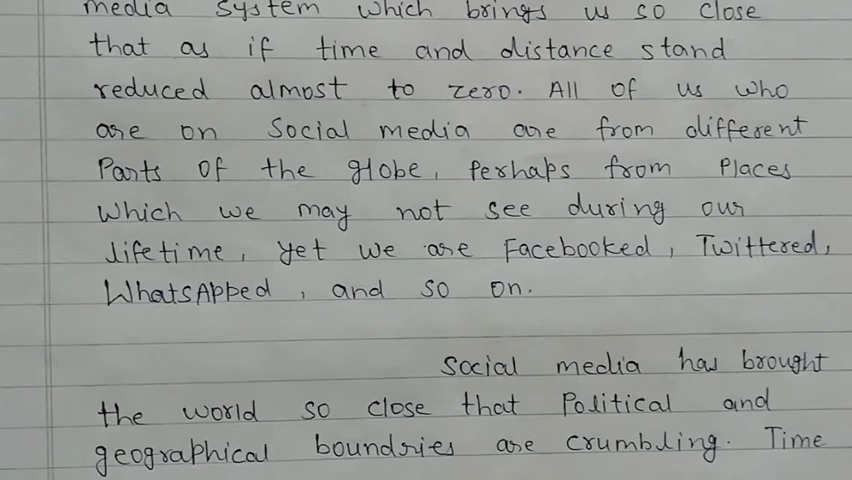 media system which brings us so close
that as if time and distance stand
reduced almost to zero. All of us who
are on Social media are from different
Parts of the globe, Perhaps from Places
which we may not see during our
lifetime, yet we are Facebooked, Twittered,
WhatsApped, and so on.
Social media has brought
the world so close that Political and
geographical boundries are crumbling. Time